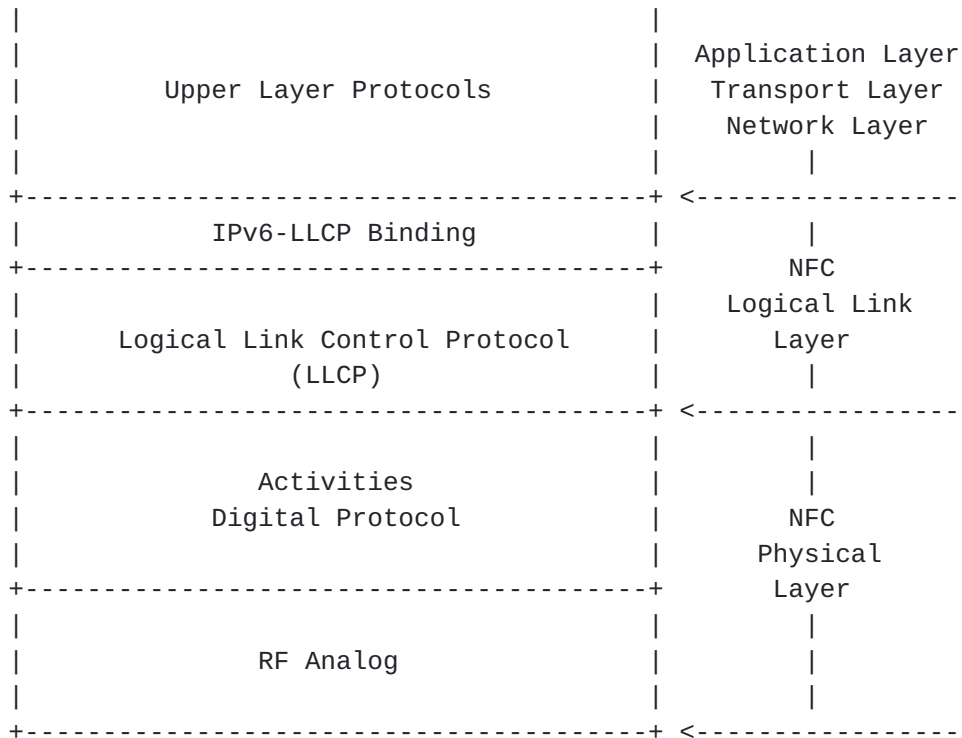 |                                        |
|                                        |  Application Layer
|         Upper Layer Protocols          |   Transport Layer
|                                        |    Network Layer
|                                        |         |
+----------------------------------------+ <-----------------
|            IPv6-LLCP Binding           |         |
+----------------------------------------+        NFC
|                                        |    Logical Link
|      Logical Link Control Protocol     |       Layer
|                 (LLCP)                 |         |
+----------------------------------------+ <-----------------
|                                        |         |
|               Activities               |         |
|            Digital Protocol            |        NFC
|                                        |      Physical
+----------------------------------------+       Layer
|                                        |         |
|               RF Analog                |         |
|                                        |         |
+----------------------------------------+ <-----------------